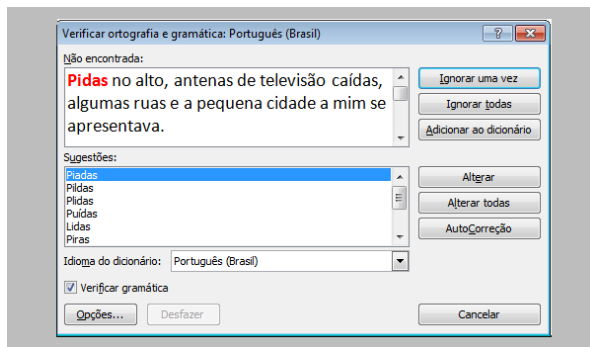 Verificar ortografia e gramática: Português (Brasil)
Não encontrada:
Pidas no alto, antenas de televisão caídas,
algumas ruas e a pequena cidade a mim se
apresentava.
Ignorar uma vez
Ignorar todas
Adicionar ao dicionário
Sugestões:
Piadas
Pildas
Plidas
Puídas
Lidas
Piras
Alterar
Alterar todas
AutoCorreção
Idioma do dicionário: Português (Brasil)
Verificar gramática
Opções... Desfazer Cancelar